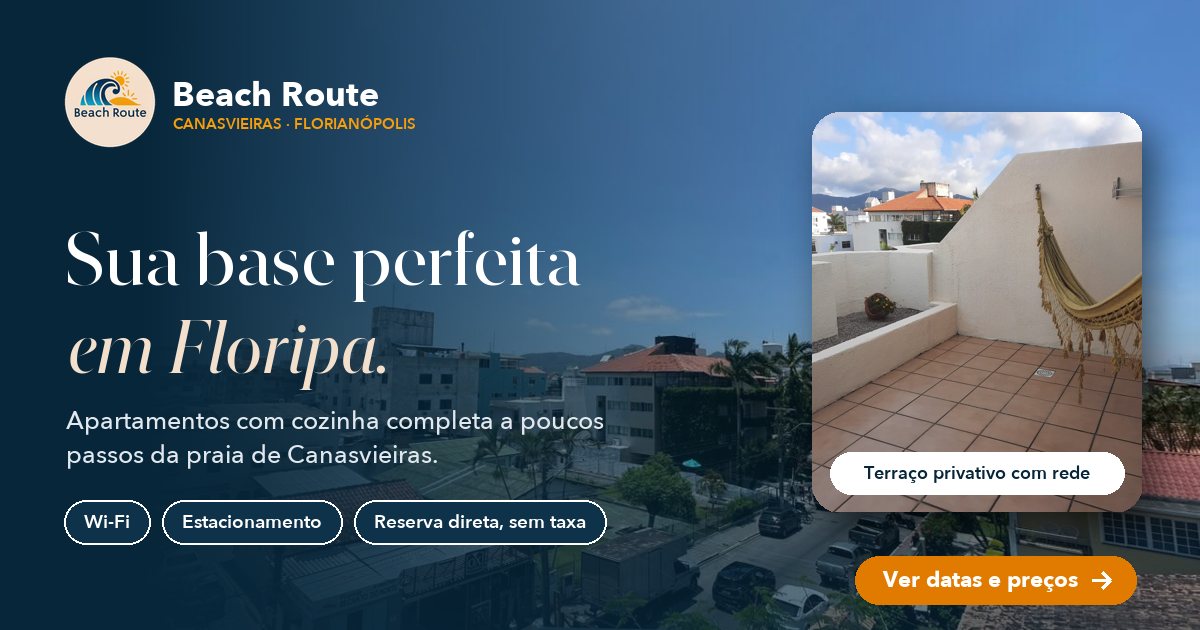 Beach Route
Beach Route
CANASVIEIRAS · FLORIANÓPOLIS
Sua base perfeita
em Floripa.
Apartamentos com cozinha completa a poucos
passos da praia de Canasvieiras.
Wi-Fi
Estacionamento
Reserva direta, sem taxa
Terraço privativo com rede
Ver datas e preços →